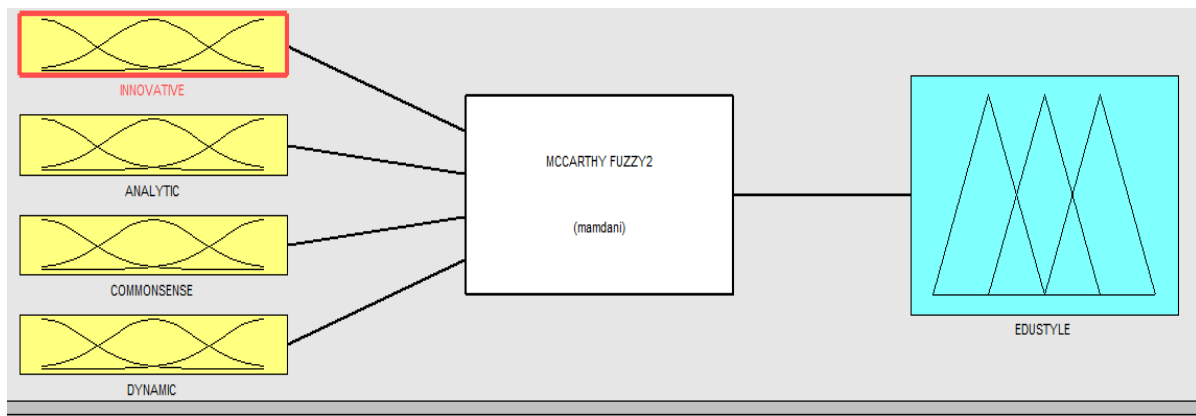 INNOVATIVE
ANALYTIC
COMMONSENSE
DYNAMIC
MCCARTHY FUZZY2
(mamdani)
EDUSTYLE